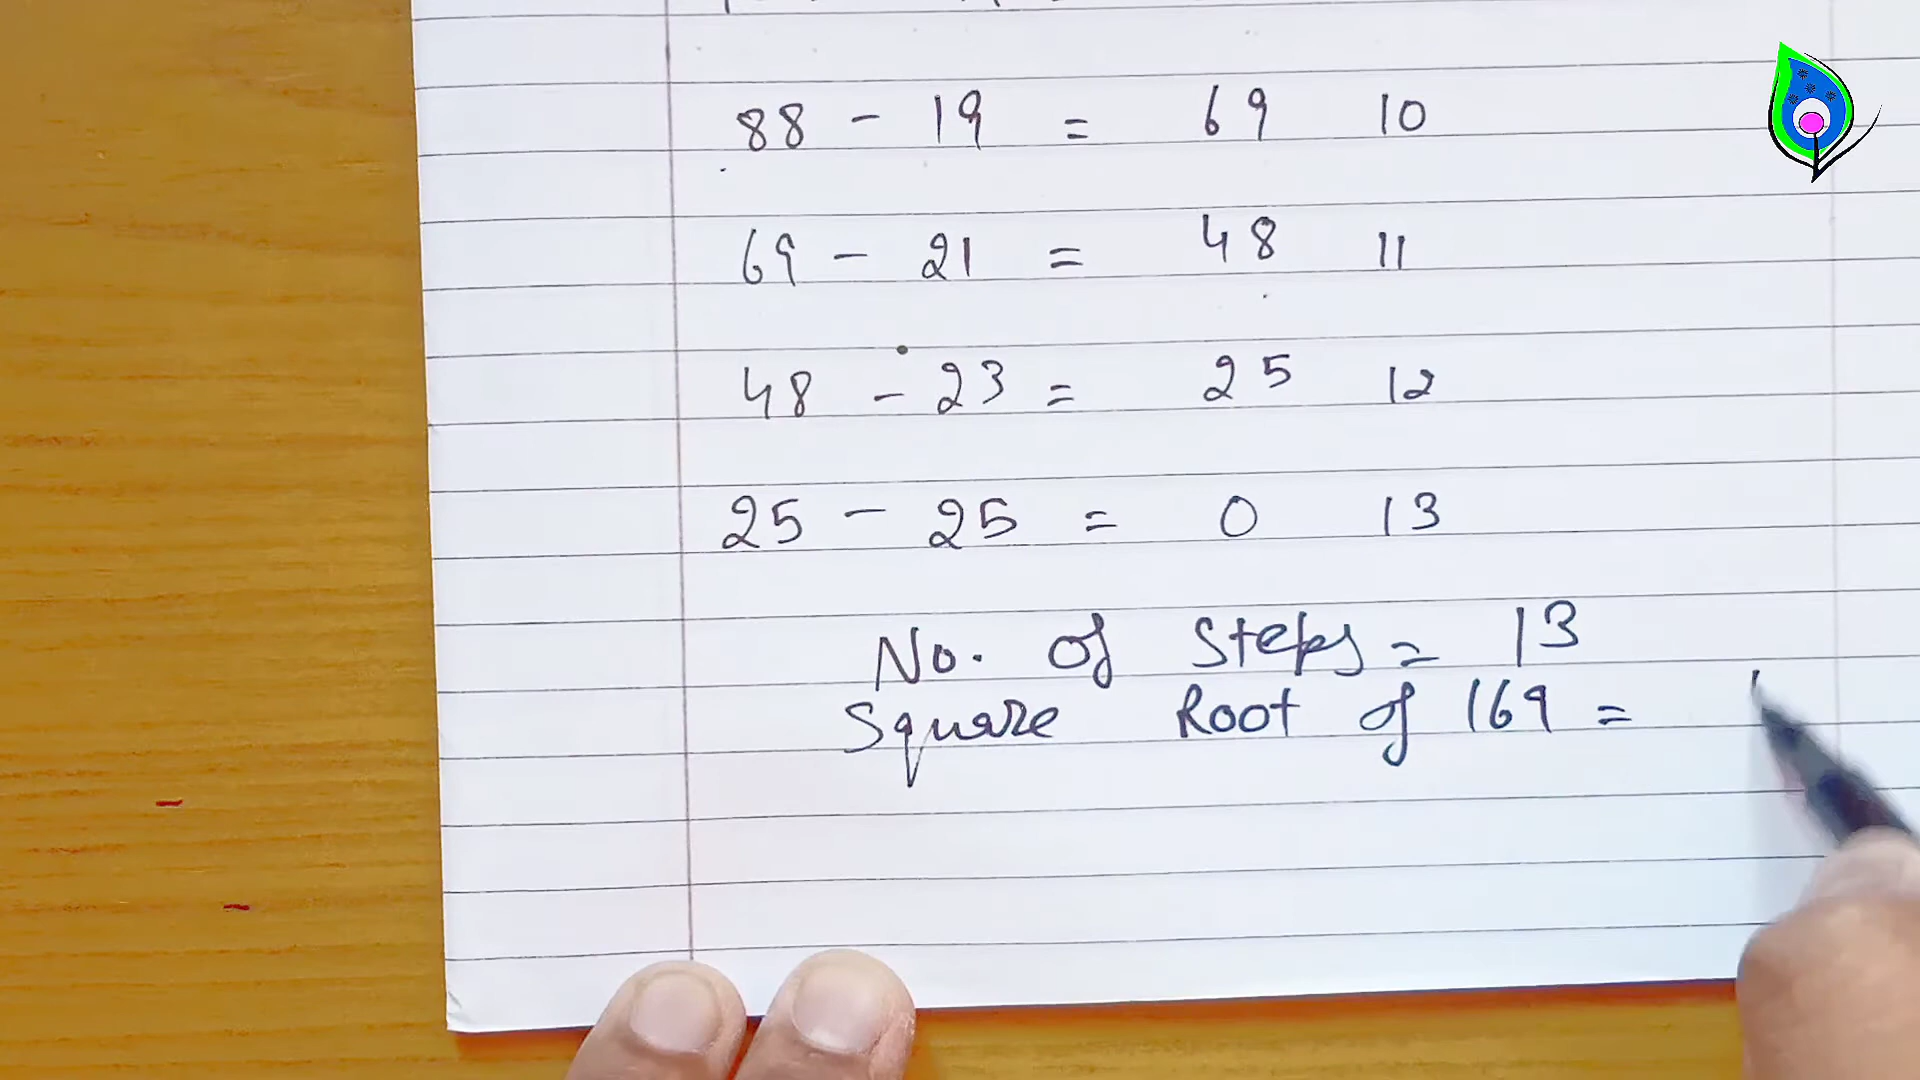 88 - 19 = 69 10
69 - 21 = 48 11
48 - 23 = 25 12
25 - 25 = 0 13
No. of Steps = 13
Square Root of 169 =